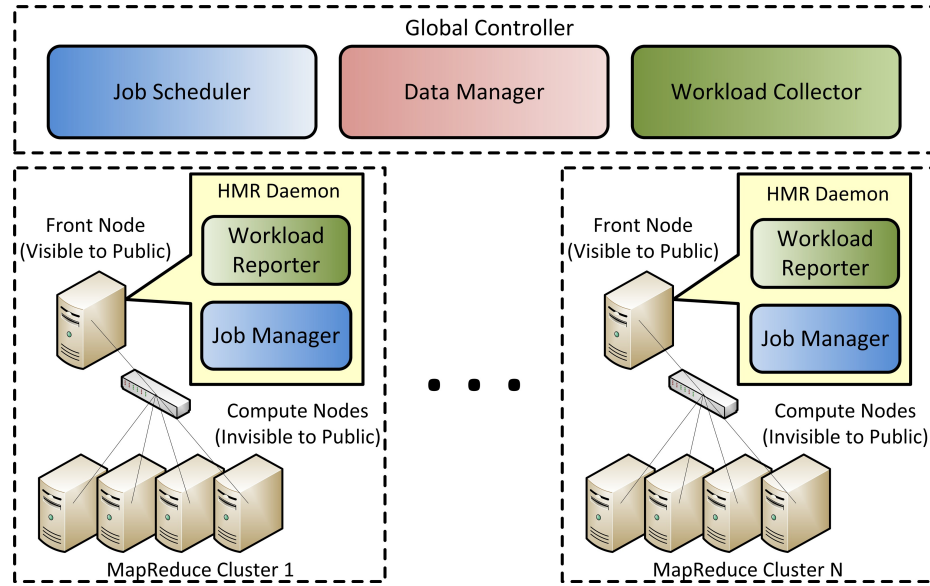 Global Controller
Job Scheduler
Data Manager
Workload Collector
HMR Daemon
Front Node
(Visible to Public)
Workload
Reporter
Job Manager
Compute Nodes
(Invisible to Public)
MapReduce Cluster 1
. . .
HMR Daemon
Front Node
(Visible to Public)
Workload
Reporter
Job Manager
Compute Nodes
(Invisible to Public)
MapReduce Cluster N